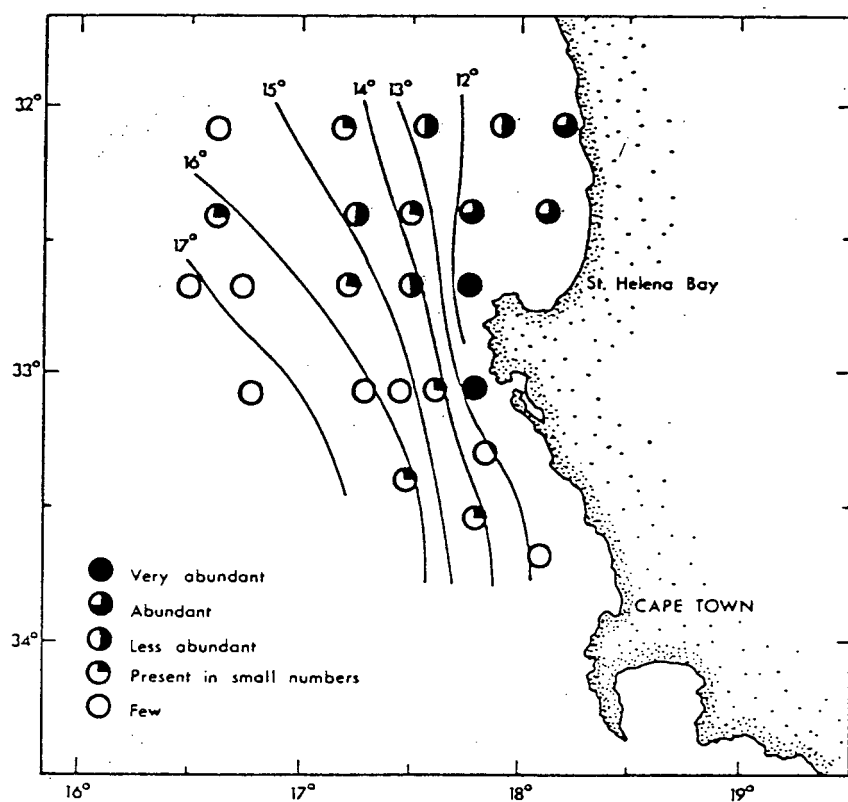 15°
14°
13°
12°
32°
16°
17°
St. Helena Bay
33°
Very abundant
Abundant
CAPE TOWN
Less abundant
34°
Present in small numbers
Few
16°
17°
18°
19°